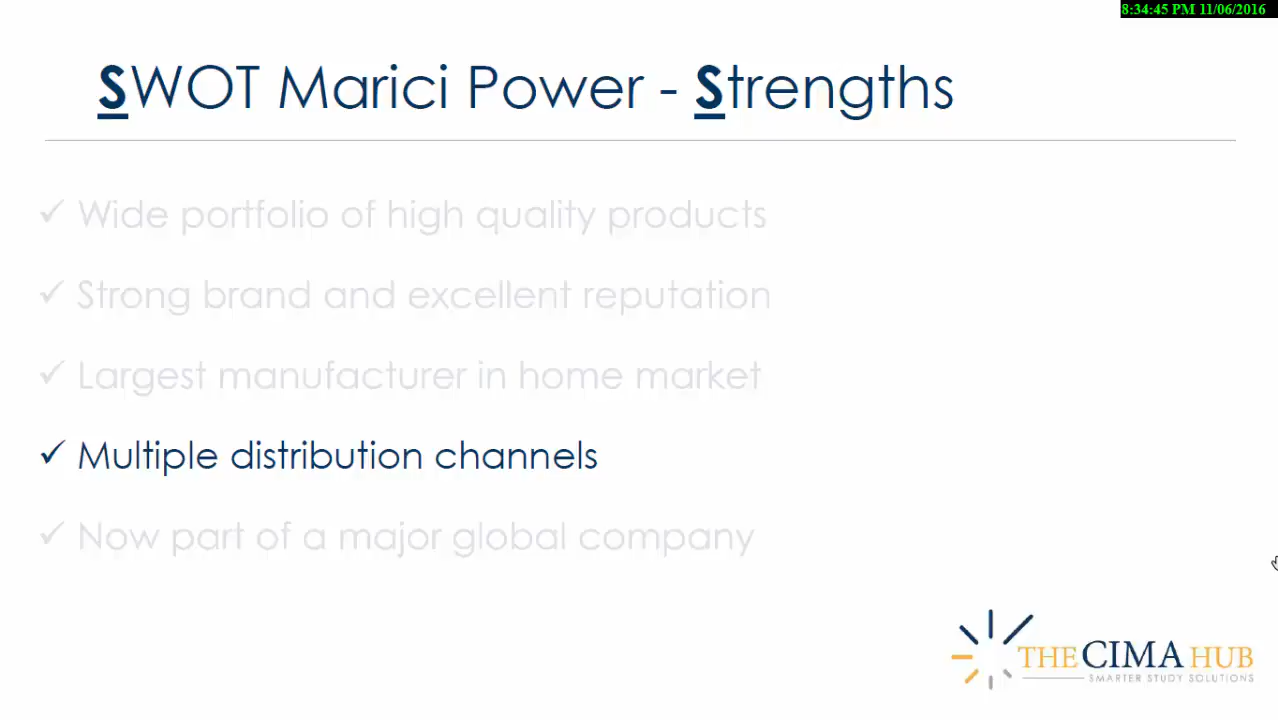 8:34:45 PM 11/06/2016
SWOT Marici Power - Strengths
✓ Wide portfolio of high quality products
✓ Strong brand and excellent reputation
✓ Largest manufacturer in home market
✓ Multiple distribution channels
✓ Now part of a major global company
THE CIMA HUB
SMARTER STUDY SOLUTIONS